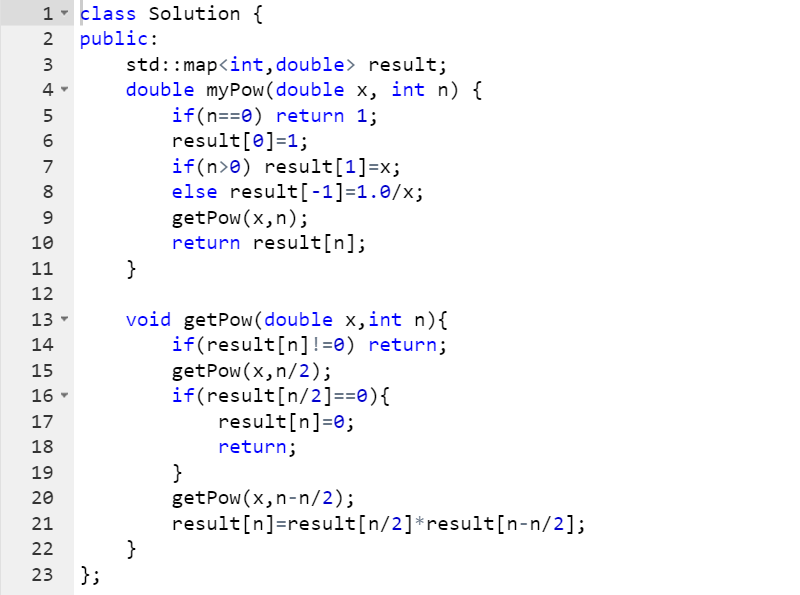 1 class Solution {
2 public:
3     std::map<int,double> result;
4     double myPow(double x, int n) {
5         if(n==0) return 1;
6         result[0]=1;
7         if(n>0) result[1]=x;
8         else result[-1]=1.0/x;
9         getPow(x,n);
10         return result[n];
11     }
12
13     void getPow(double x,int n){
14         if(result[n]!=0) return;
15         getPow(x,n/2);
16         if(result[n/2]==0){
17             result[n]=0;
18             return;
19         }
20         getPow(x,n-n/2);
21         result[n]=result[n/2]*result[n-n/2];
22     }
23 };